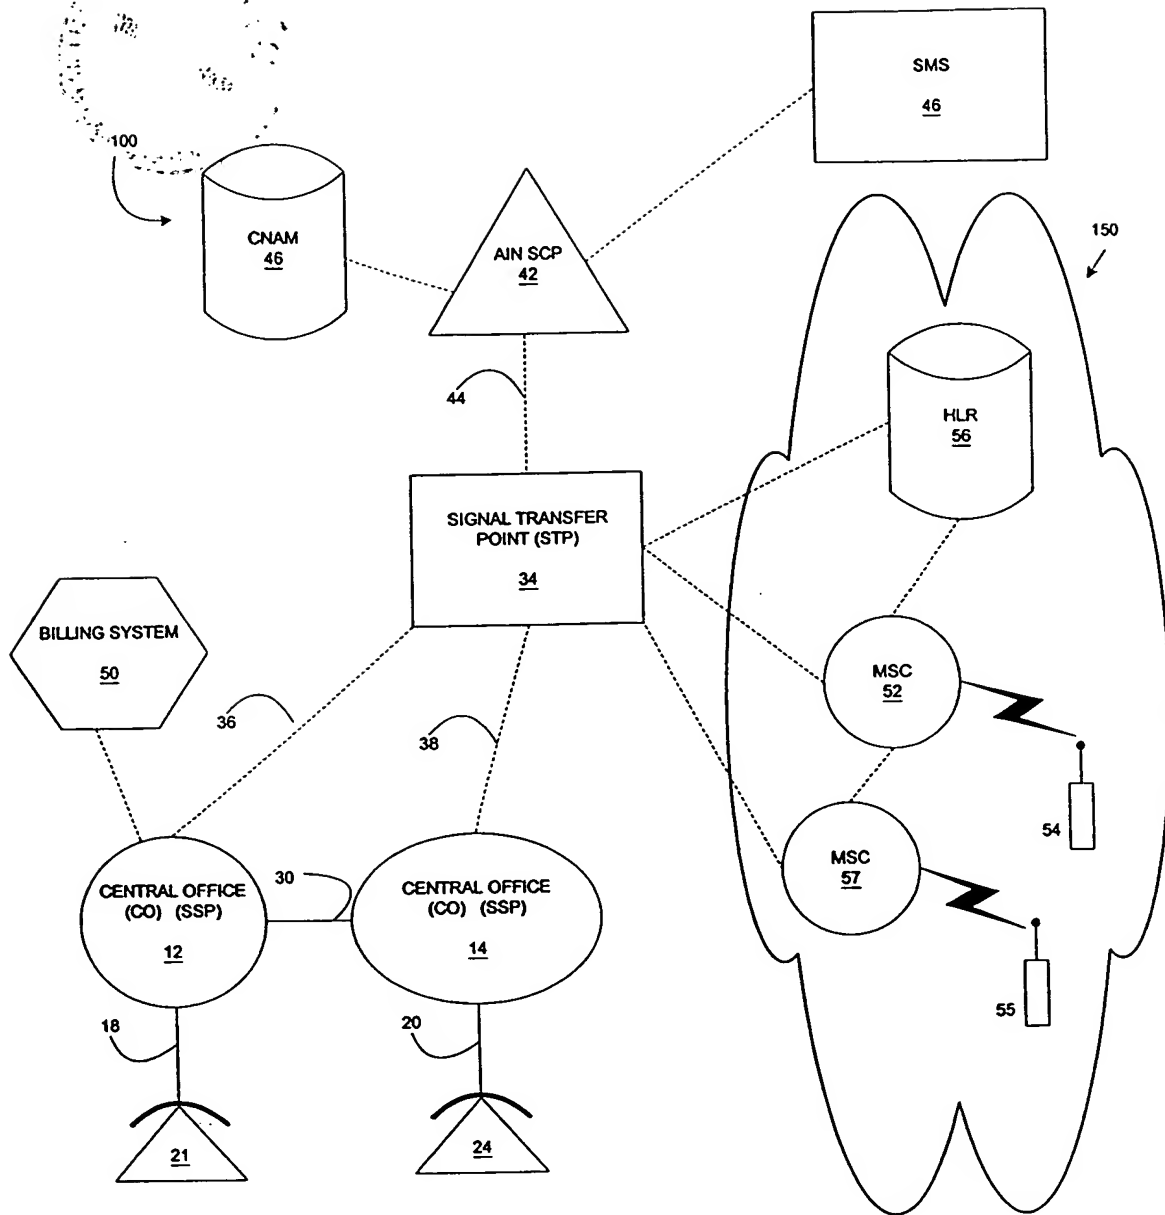 SMS
46
100
CNAM
46
AIN SCP
42
150
44
HLR
56
SIGNAL TRANSFER
POINT (STP)
34
BILLING SYSTEM
50
36
38
MSC
52
54
MSC
57
55
CENTRAL OFFICE
(CO) (SSP)
12
30
CENTRAL OFFICE
(CO) (SSP)
14
18
20
21
24